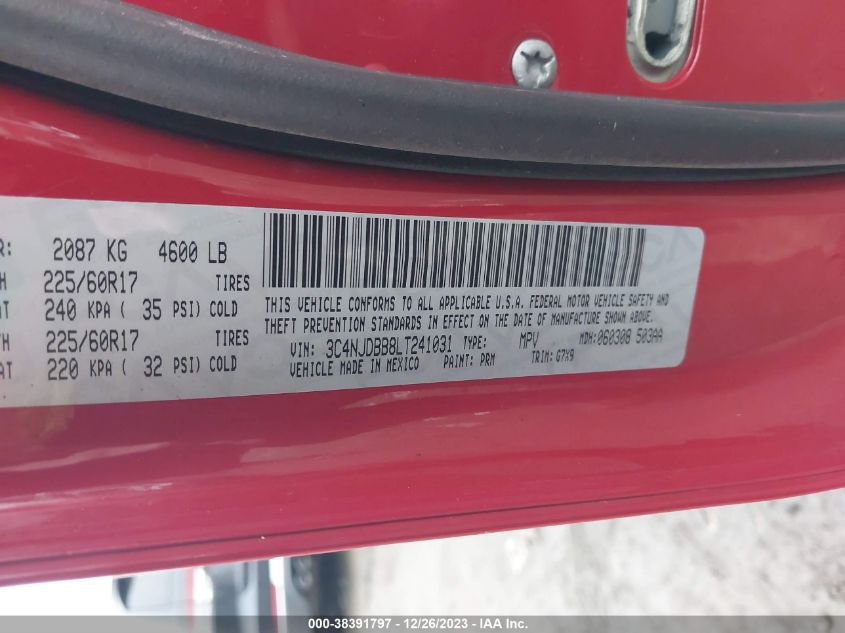 R: 2087 KG 4600 LB
H 225/60R17 TIRES
AT 240 KPA ( 35 PSI) COLD
TH 225/60R17 TIRES
AT 220 KPA ( 32 PSI) COLD
THIS VEHICLE CONFORMS TO ALL APPLICABLE U.S.A. FEDERAL MOTOR VEHICLE SAFETY AND
THEFT PREVENTION STANDARDS IN EFFECT ON THE DATE OF MANUFACTURE SHOWN ABOVE.
VIN: 3C4NJDBB8LT241031 TYPE: MPV MDH:060308 503AA
VEHICLE MADE IN MEXICO PAINT: PRM TRIM: G7X9
000-38391797 - 12/26/2023 - IAA Inc.